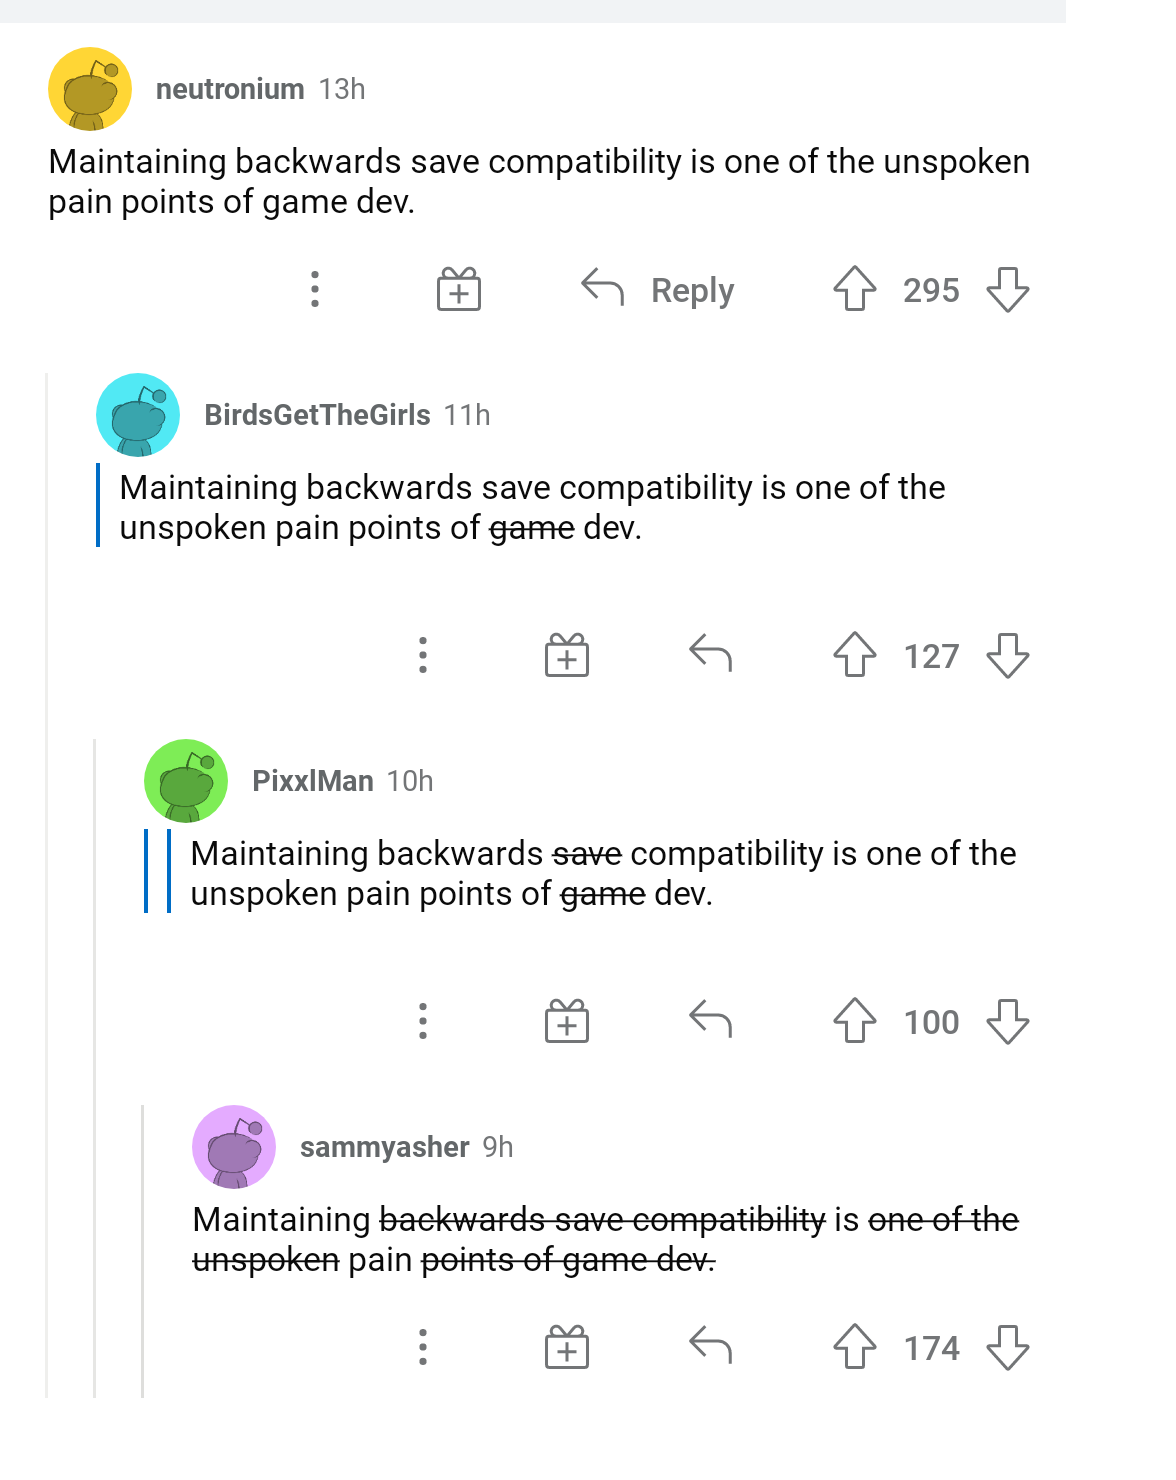 neutronium 13h
Maintaining backwards save compatibility is one of the unspoken
pain points of game dev.
Reply 295
BirdsGetTheGirls 11h
Maintaining backwards save compatibility is one of the
unspoken pain points of game dev.
127
PixxlMan 10h
Maintaining backwards save compatibility is one of the
unspoken pain points of game dev.
100
sammyasher 9h
Maintaining backwards save compatibility is one of the
unspoken pain points of game dev.
174